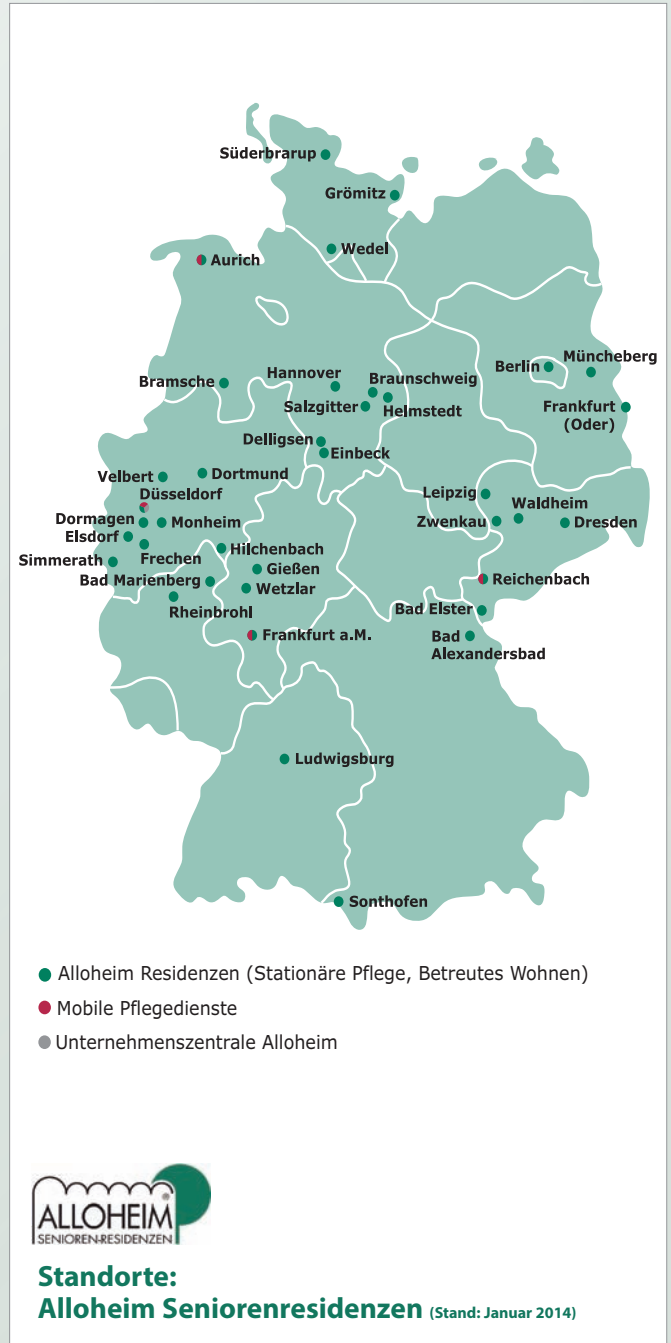 Süderbrarup
Grömitz
Wedel
Aurich
Berlin
Müncheberg
Hannover
Braunschweig
Bramsche
Salzgitter
Helmstedt
Frankfurt
(Oder)
Delligsen
Einbeck
Velbert
Dortmund
Düsseldorf
Leipzig
Waldheim
Dormagen
Monheim
Zwenkau
Dresden
Elsdorf
Frechen
Hilchenbach
Simmerath
Gießen
Bad Marienberg
Wetzlar
Reichenbach
Rheinbrohl
Bad Elster
Frankfurt a.M.
Bad
Alexandersbad
Ludwigsburg
Sonthofen
Alloheim Residenzen (Stationäre Pflege, Betreutes Wohnen)
Mobile Pflegedienste
Unternehmenszentrale Alloheim
ALLOHEIM
SENIOREN-RESIDENZEN
Standorte:
Alloheim Seniorenresidenzen (Stand: Januar 2014)